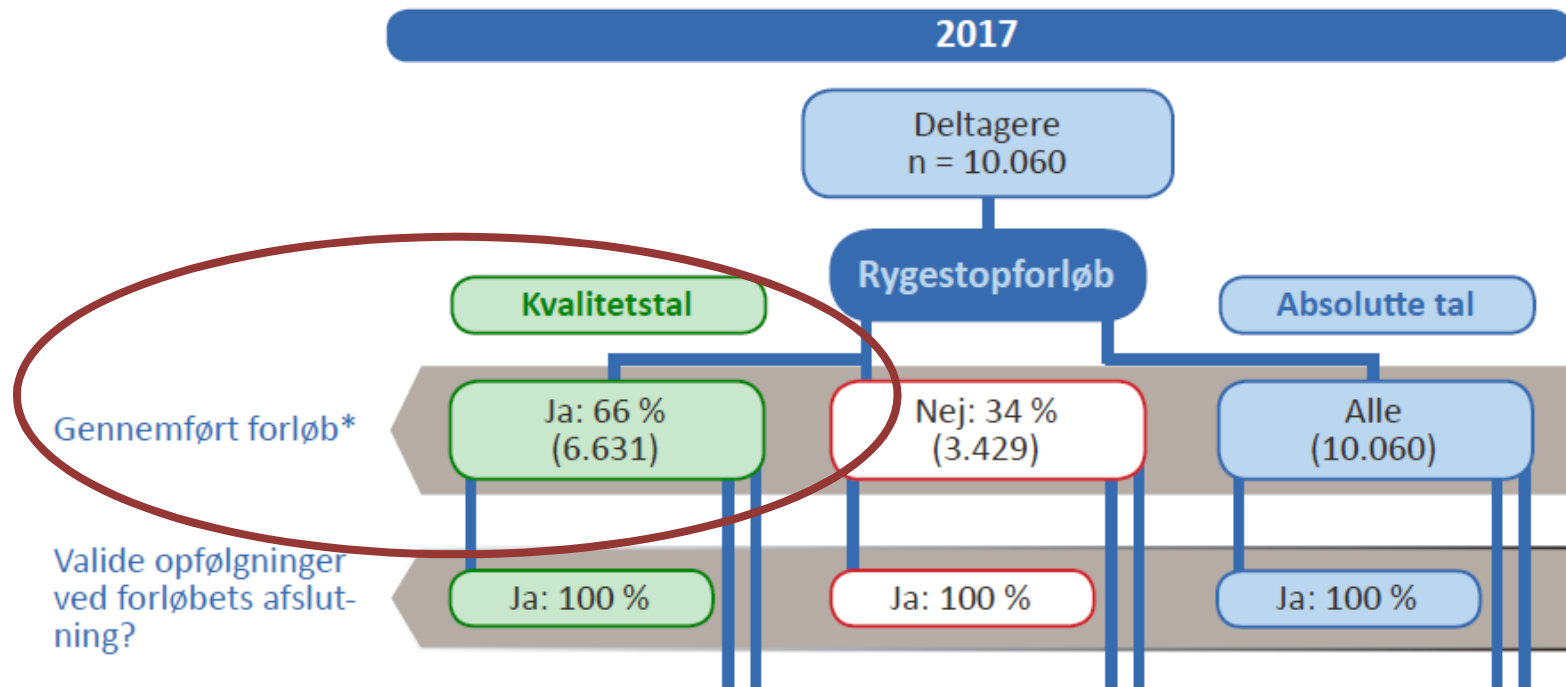 2017
Deltagere
n = 10.060
Rygestopforløb
Kvalitetstal
Absolutte tal
Gennemført forløb*
Ja: 66 %
(6.631)
Nej: 34 %
(3.429)
Alle
(10.060)
Valide opfølgninger
ved forløbets afslut-
ning?
Ja: 100 %
Ja: 100 %
Ja: 100 %